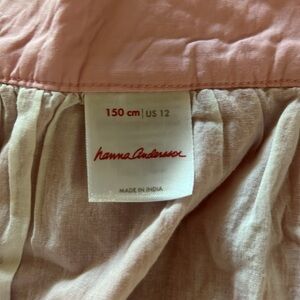 150 cm | US 12
hanna andersson
MADE IN INDIA